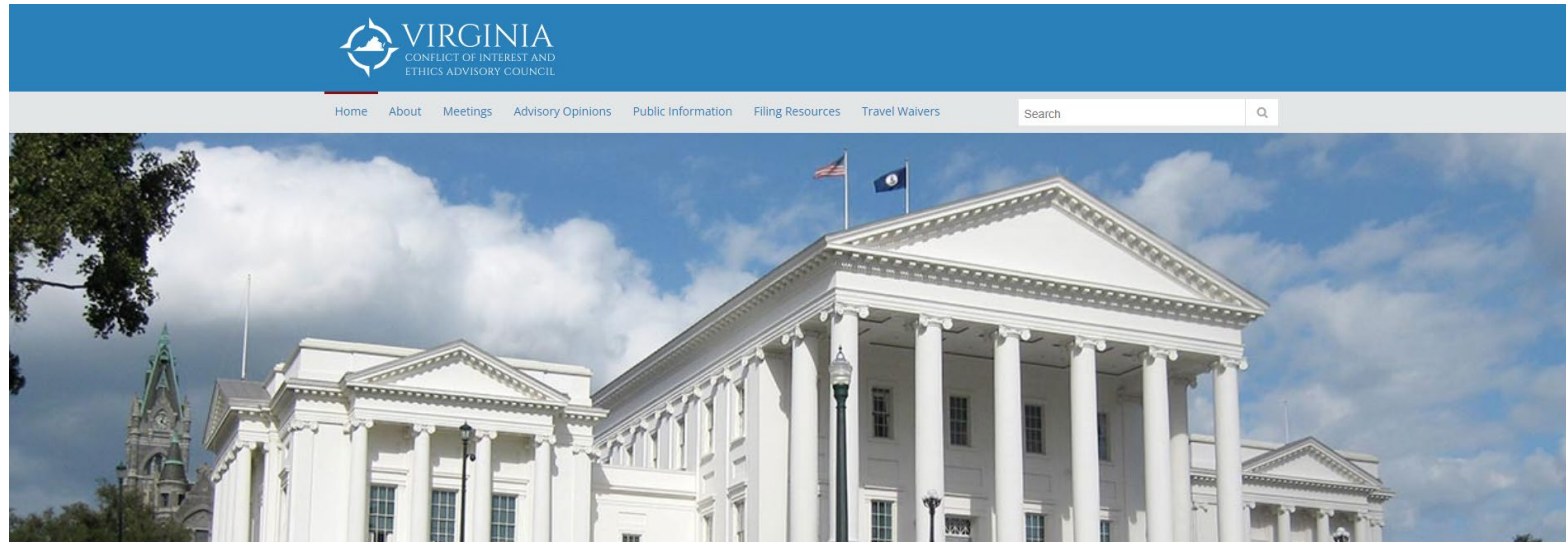 VIRGINIA
CONFLICT OF INTEREST AND
ETHICS ADVISORY COUNCIL
Home About Meetings Advisory Opinions Public Information Filing Resources Travel Waivers Search